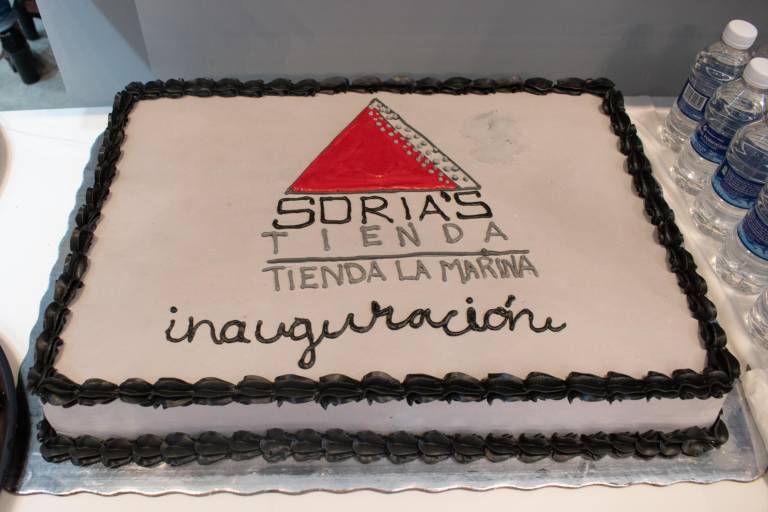 SORIA'S
TIENDA
TIENDA LA MARINA
inauguración